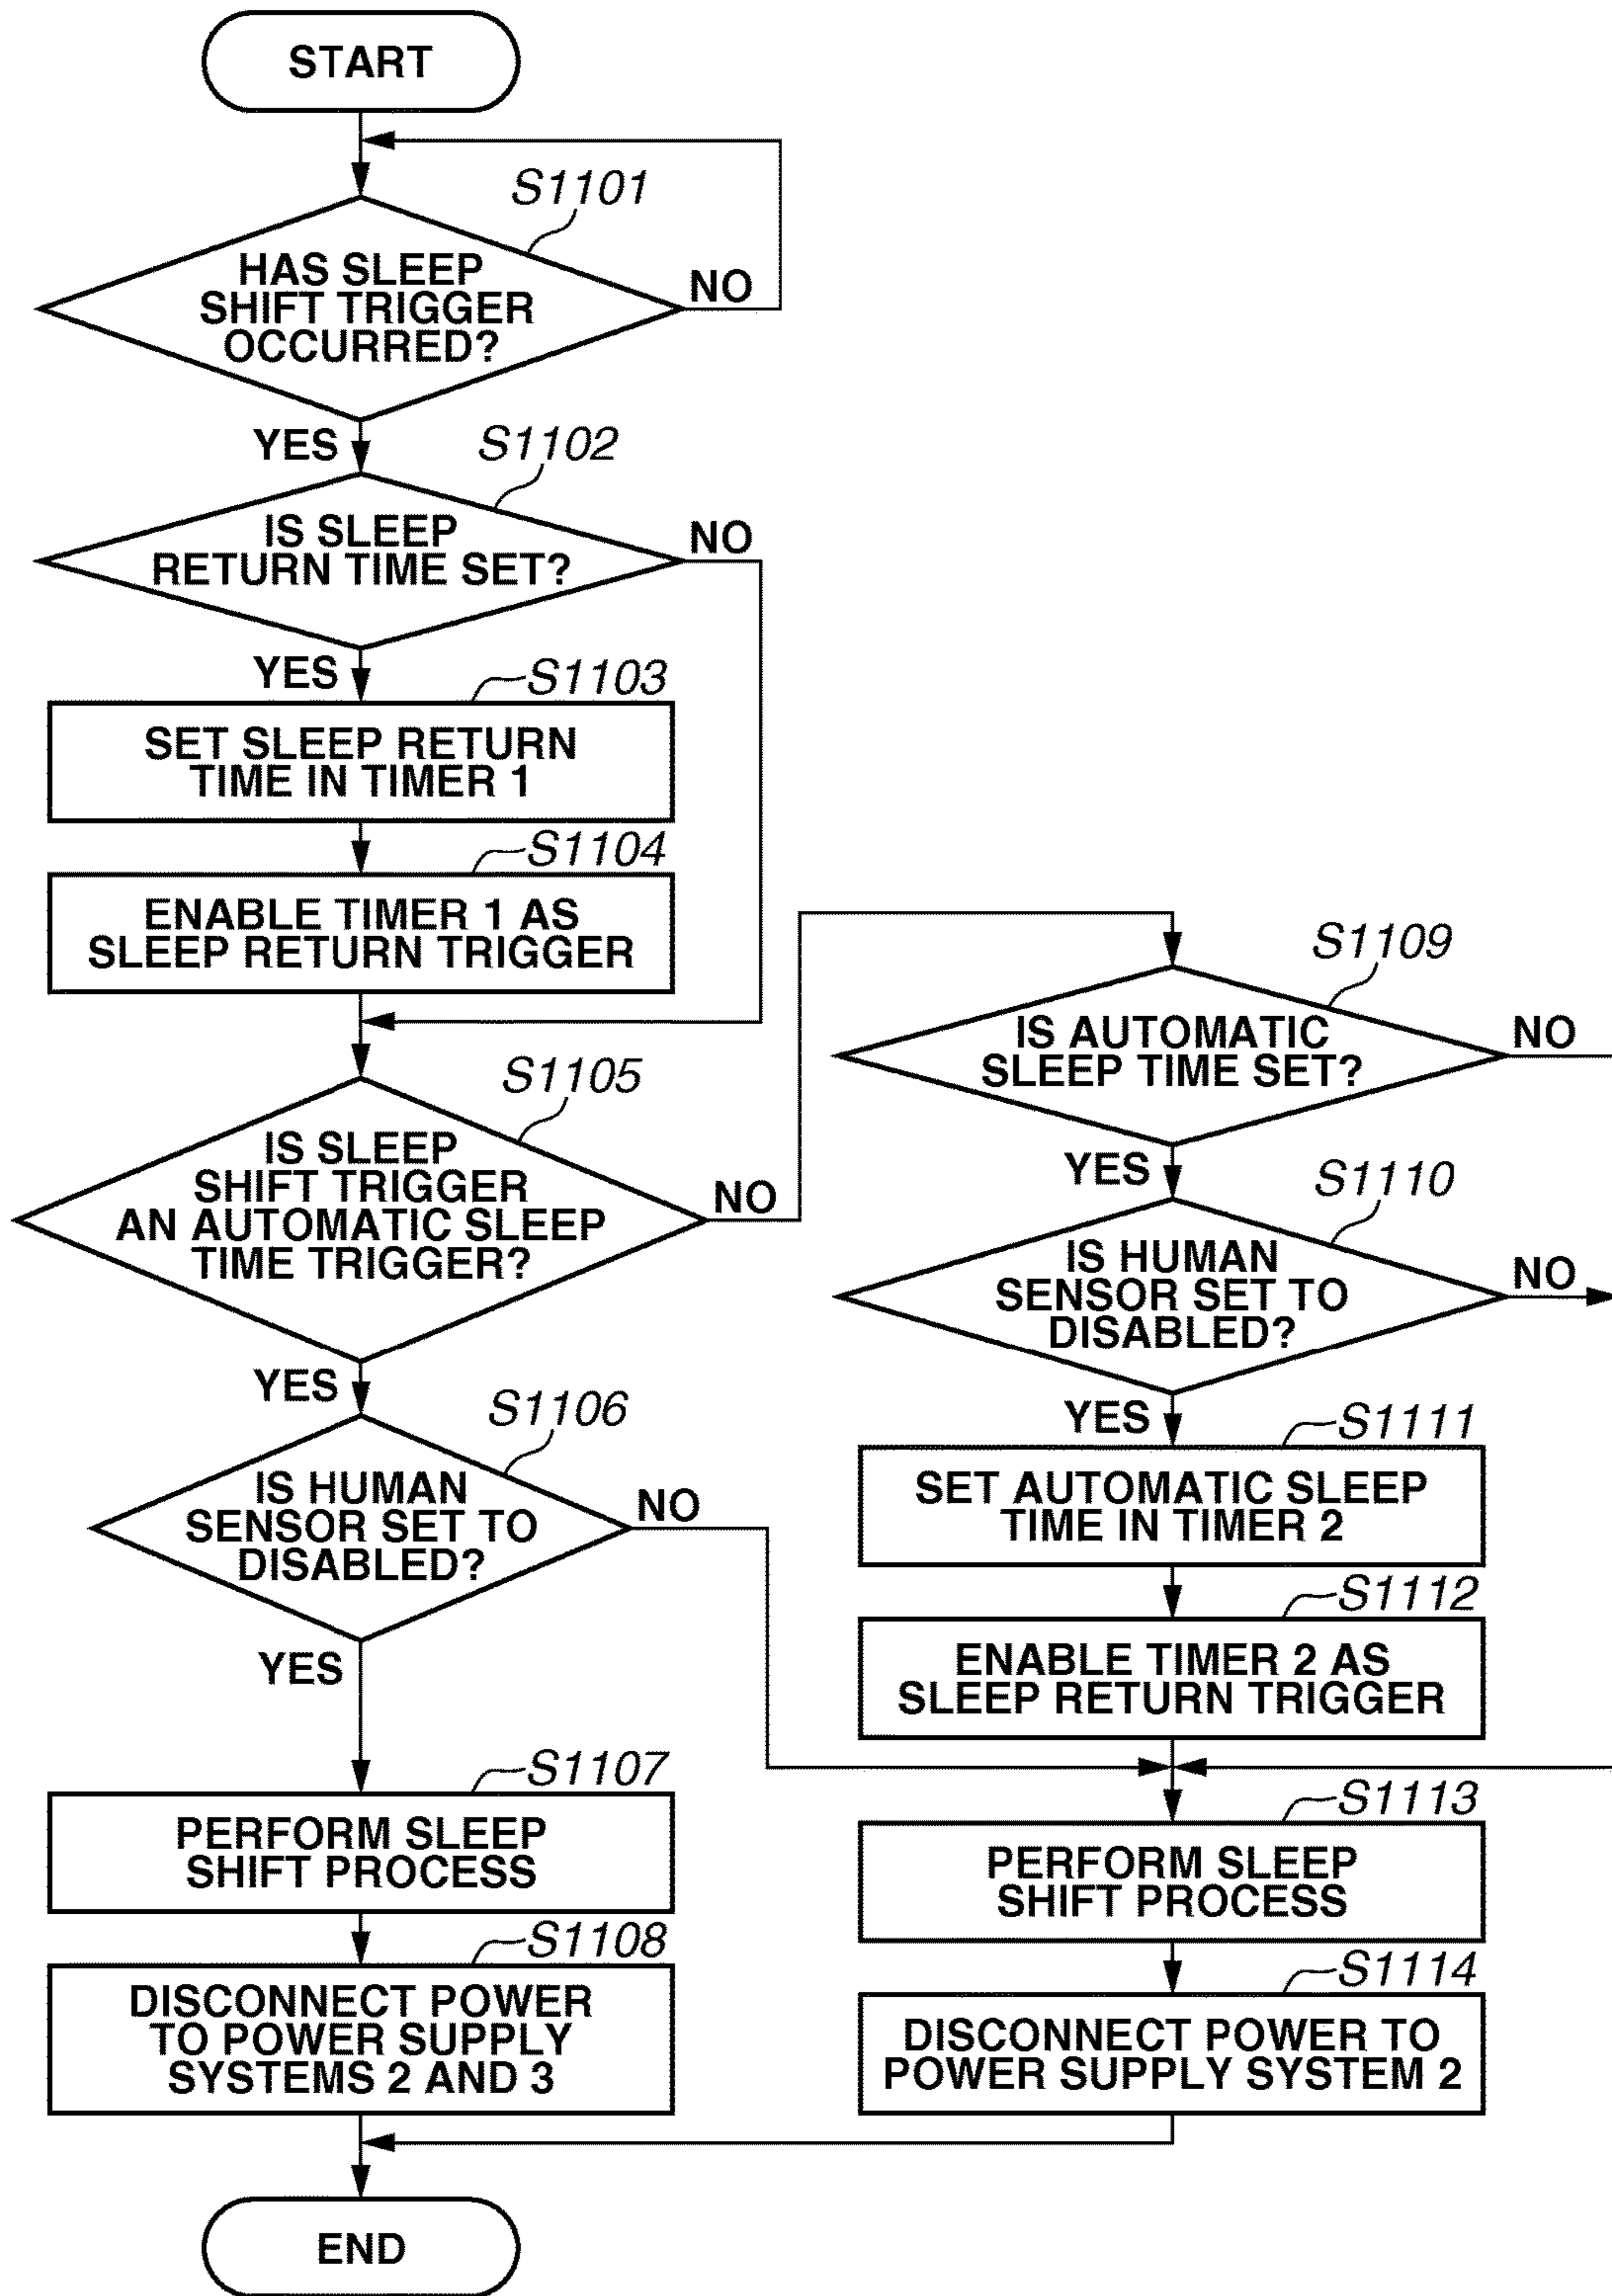 START
S1101
HAS SLEEP
SHIFT TRIGGER
OCCURRED?
NO
YES
S1102
IS SLEEP
RETURN TIME SET?
NO
YES
S1103
SET SLEEP RETURN
TIME IN TIMER 1
S1104
ENABLE TIMER 1 AS
SLEEP RETURN TRIGGER
S1105
IS SLEEP
SHIFT TRIGGER
AN AUTOMATIC SLEEP
TIME TRIGGER?
NO
YES
S1106
IS HUMAN
SENSOR SET TO
DISABLED?
NO
YES
S1107
PERFORM SLEEP
SHIFT PROCESS
S1108
DISCONNECT POWER
TO POWER SUPPLY
SYSTEMS 2 AND 3
S1109
IS AUTOMATIC
SLEEP TIME SET?
NO
YES
S1110
IS HUMAN
SENSOR SET TO
DISABLED?
NO
YES
S1111
SET AUTOMATIC SLEEP
TIME IN TIMER 2
S1112
ENABLE TIMER 2 AS
SLEEP RETURN TRIGGER
S1113
PERFORM SLEEP
SHIFT PROCESS
S1114
DISCONNECT POWER TO
POWER SUPPLY SYSTEM 2
END